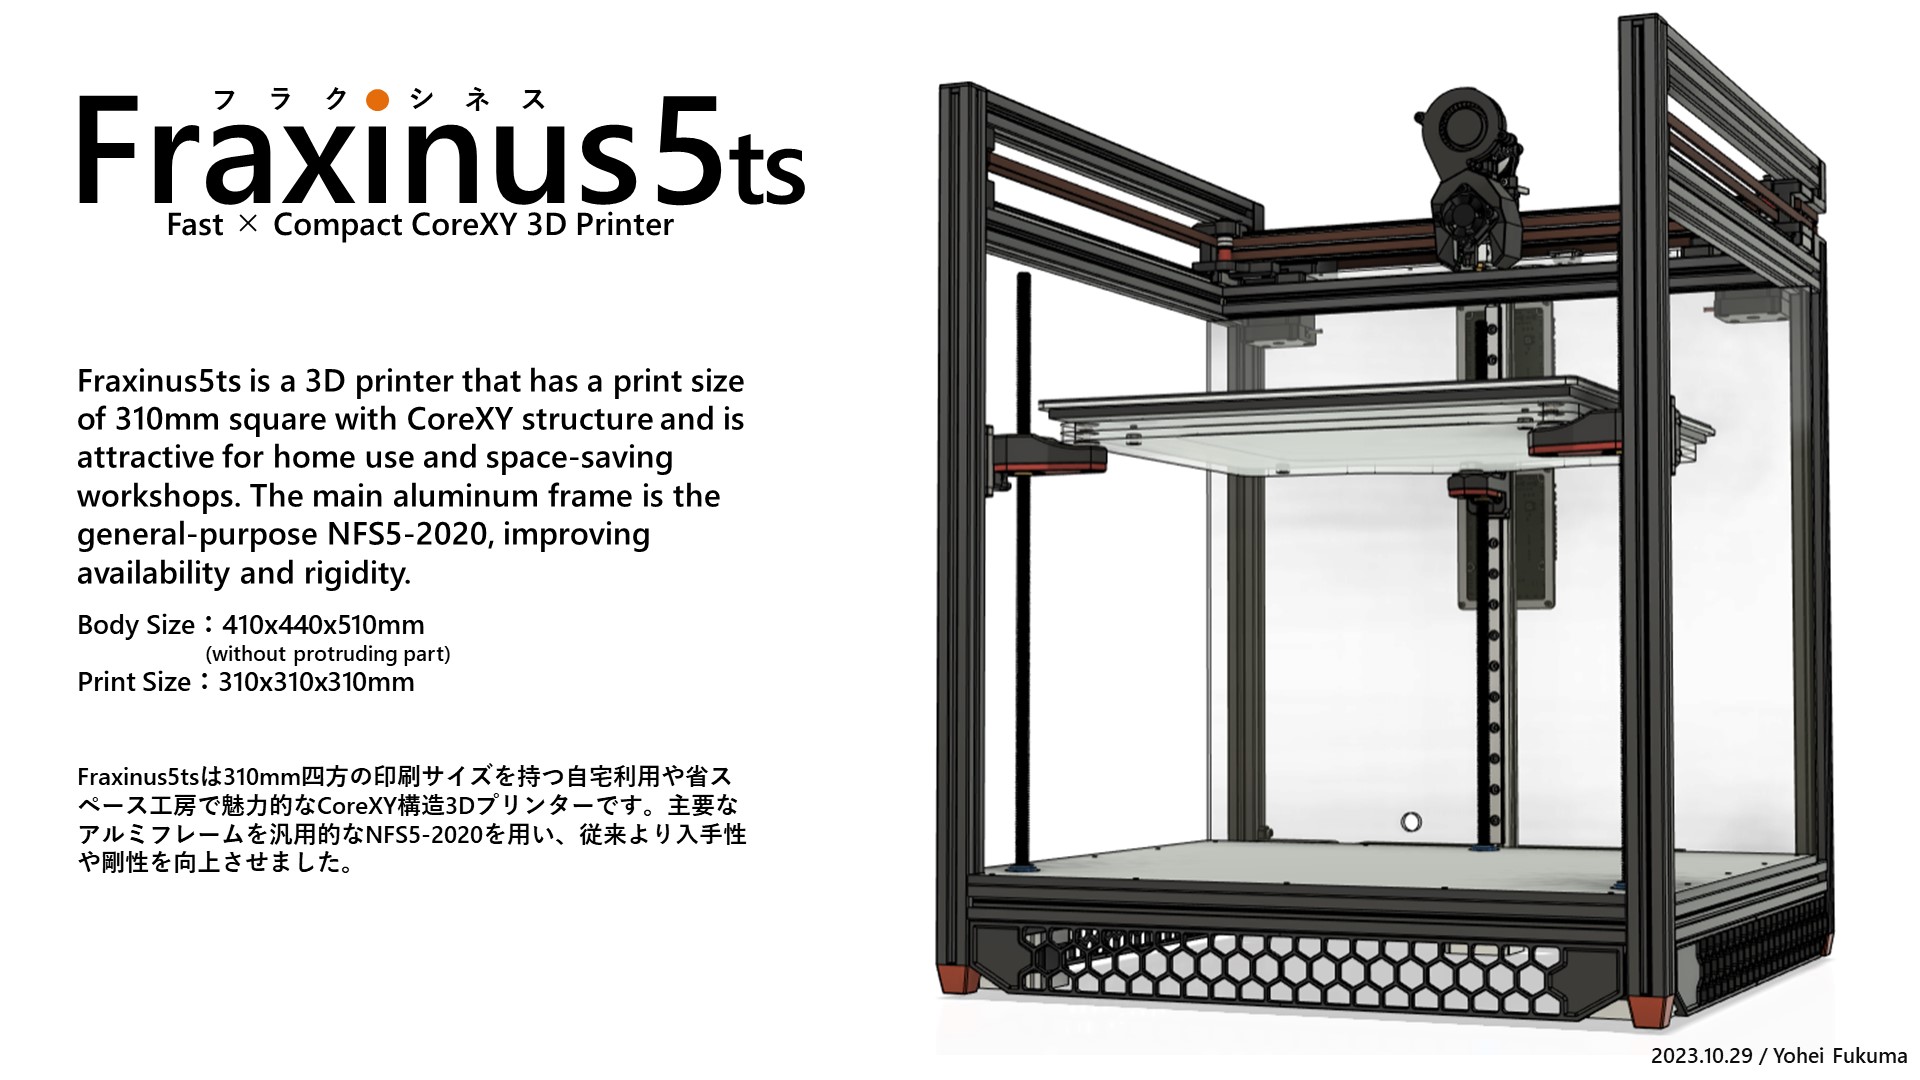 フラク●シネス
Fraxinus5ts
Fast × Compact CoreXY 3D Printer
Fraxinus5ts is a 3D printer that has a print size
of 310mm square with CoreXY structure and is
attractive for home use and space-saving
workshops. The main aluminum frame is the
general-purpose NFS5-2020, improving
availability and rigidity.
Body Size：410x440x510mm
(without protruding part)
Print Size：310x310x310mm
Fraxinus5tsは310mm四方の印刷サイズを持つ自宅利用や省ス
ペース工房で魅力的なCoreXY構造3Dプリンターです。主要な
アルミフレームを汎用的なNFS5-2020を用い、従来より入手性
や剛性を向上させました。
2023.10.29 / Yohei Fukuma